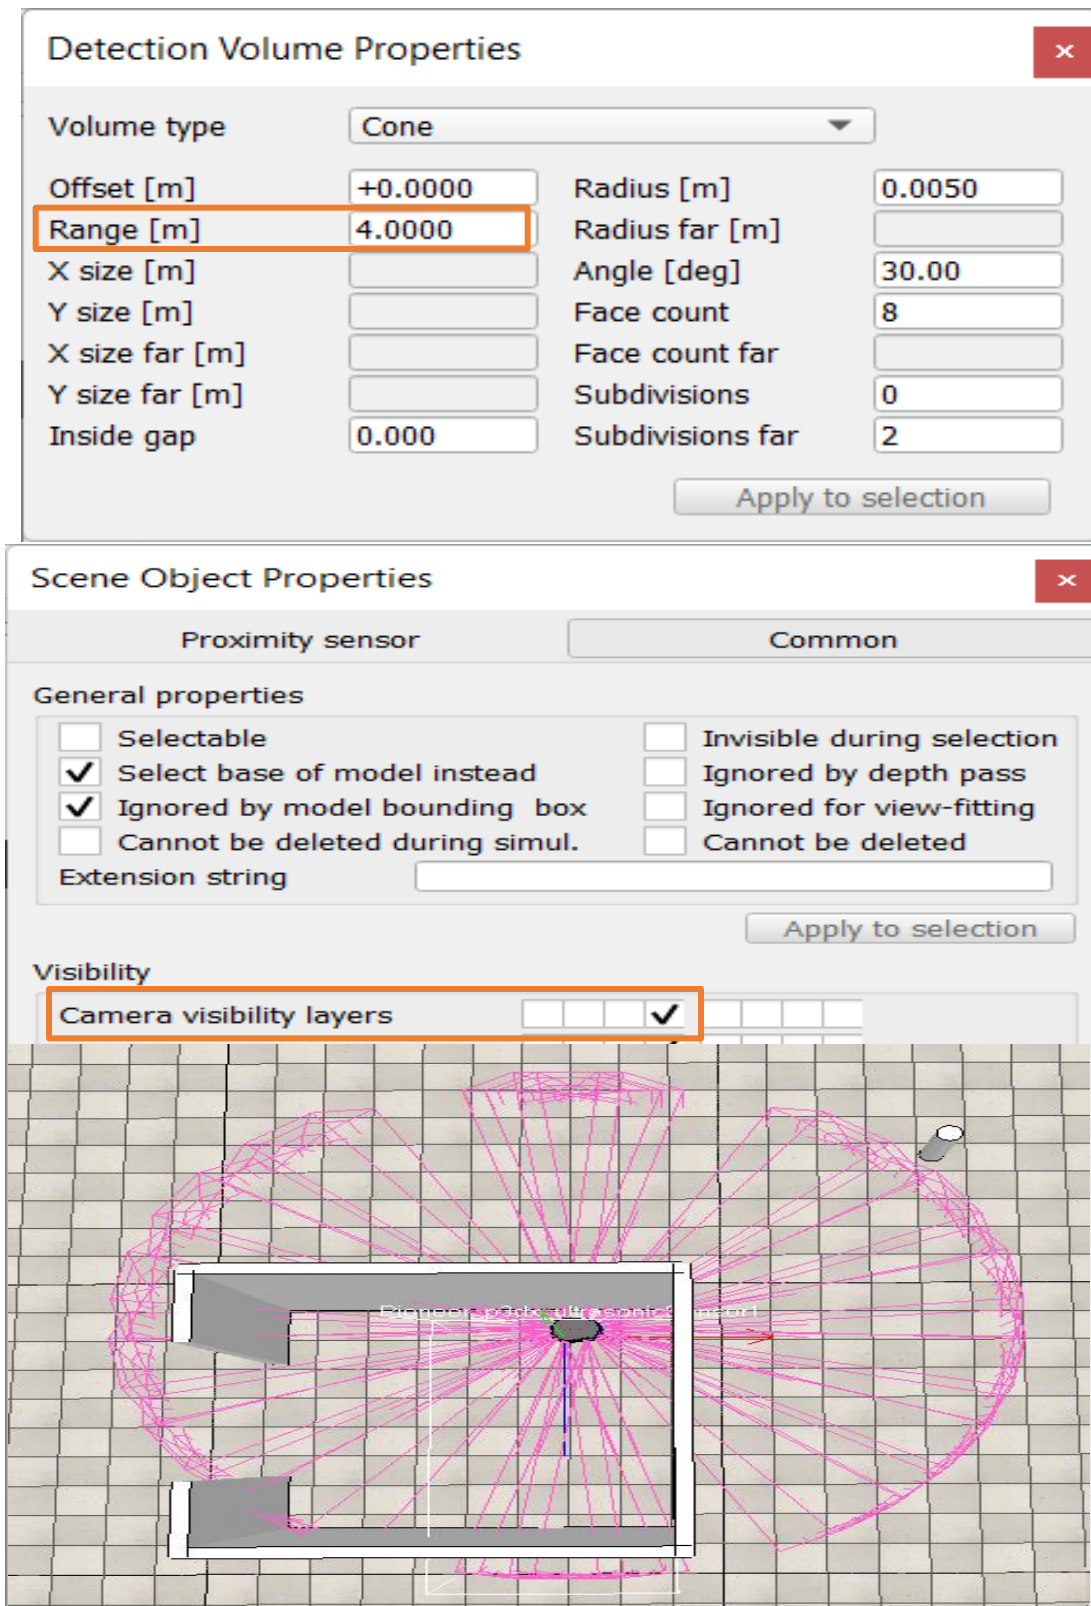 Detection Volume Properties
Volume type Cone
Offset [m] +0.0000 Radius [m] 0.0050
Range [m] 4.0000 Radius far [m]
X size [m] Angle [deg] 30.00
Y size [m] Face count 8
X size far [m] Face count far
Y size far [m] Subdivisions 0
Inside gap 0.000 Subdivisions far 2
Apply to selection
Scene Object Properties
Proximity sensor Common
General properties
Selectable Invisible during selection
Select base of model instead Ignored by depth pass
Ignored by model bounding box Ignored for view-fitting
Cannot be deleted during simul. Cannot be deleted
Extension string
Apply to selection
Visibility
Camera visibility layers
Pioneer_p3dx_ultrasonicSensor1